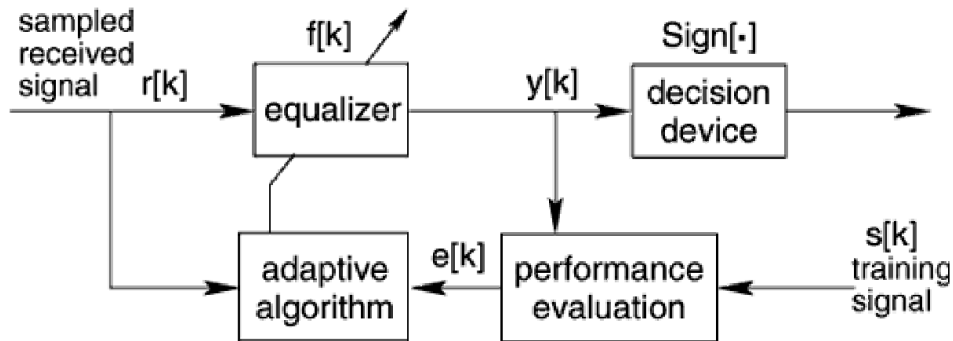 sampled
received
signal
r[k]
f[k]
equalizer
y[k]
Sign[•]
decision
device
adaptive
algorithm
e[k]
performance
evaluation
s[k]
training
signal